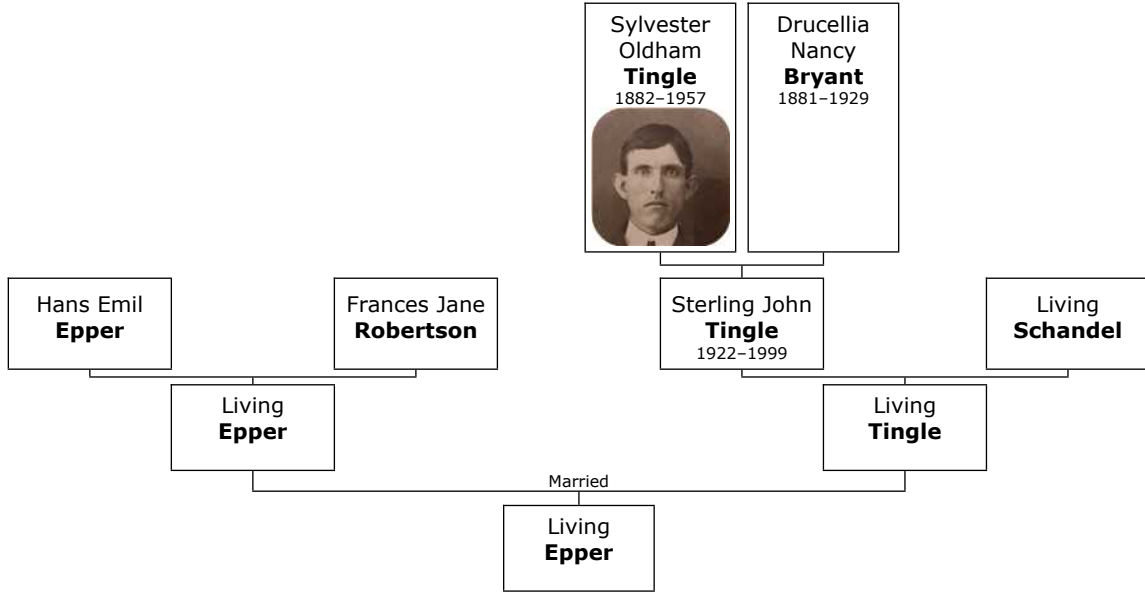 Sylvester
Oldham
Tingle
1882–1957
Drucellia
Nancy
Bryant
1881–1929
Hans Emil
Epper
Frances Jane
Robertson
Sterling John
Tingle
1922–1999
Living
Schandel
Living
Epper
Living
Tingle
Married
Living
Epper